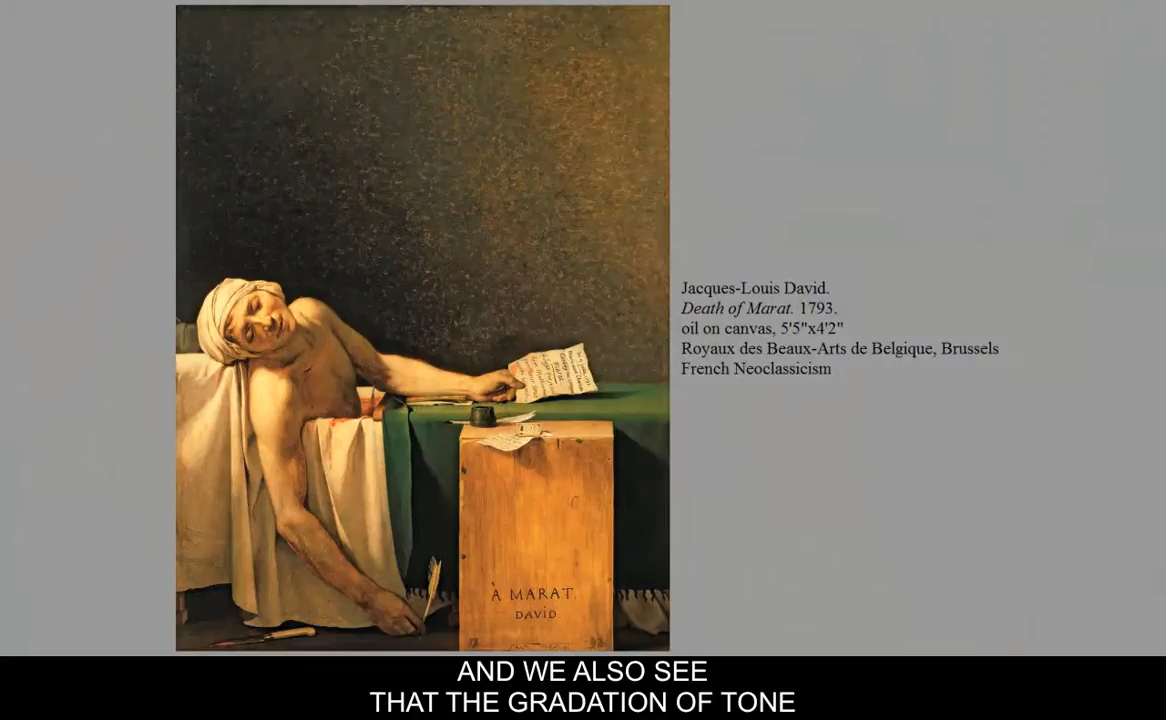 Jacques-Louis David.
Death of Marat. 1793.
oil on canvas, 5'5"x4'2"
Royaux des Beaux-Arts de Belgique, Brussels
French Neoclassicism
À MARAT,
DAVID
AND WE ALSO SEE
THAT THE GRADATION OF TONE